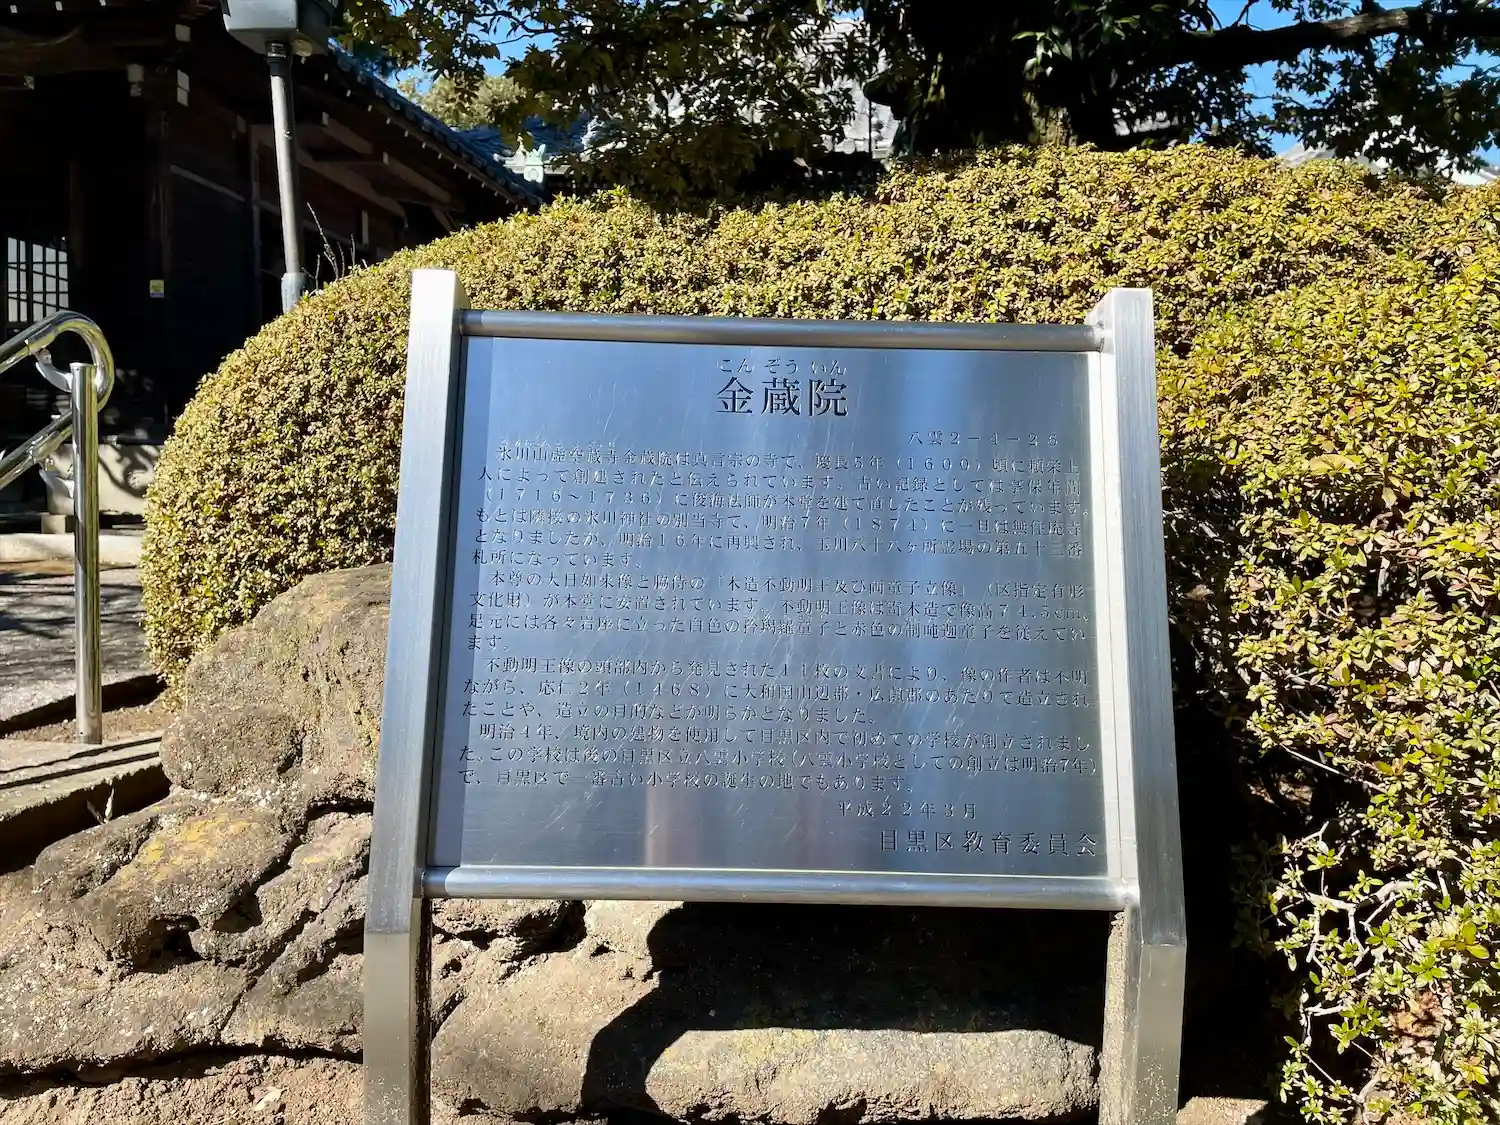 こんぞういん
金蔵院
八雲2-4-26
氷川山虚空蔵寺金蔵院は真言宗の寺で、慶長5年（1600）頃に頼栄上
人によって創建されたと伝えられています。古い記録としては享保年間
（1716～1736）に俊海法師が本堂を建て直したことが残っています。
もとは隣接の氷川神社の別当寺で、明治7年（1874）に一旦は無住廃寺
となりましたが、明治16年に再興され、玉川八十八ヶ所霊場の第五十三番
札所になっています。
本尊の大日如来像と脇侍の「木造不動明王及び両童子立像」（区指定有形
文化財）が本堂に安置されています。不動明王像は寄木造で像高74.5cm、
足元には各々岩座に立った白色の矜羯羅童子と赤色の制吒迦童子を従えてい
ます。
不動明王像の頭部内から発見された11枚の文書により、像の作者は不明
ながら、応仁2年（1468）に大和国山辺郡・広瀬郡のあたりで造立され
たことや、造立の目的などが明らかとなりました。
明治4年、境内の建物を使用して目黒区内で初めての学校が創立されまし
た。この学校は後の目黒区立八雲小学校（八雲小学校としての創立は明治7年）
で、目黒区で一番古い小学校の誕生の地でもあります。
平成22年3月
目黒区教育委員会